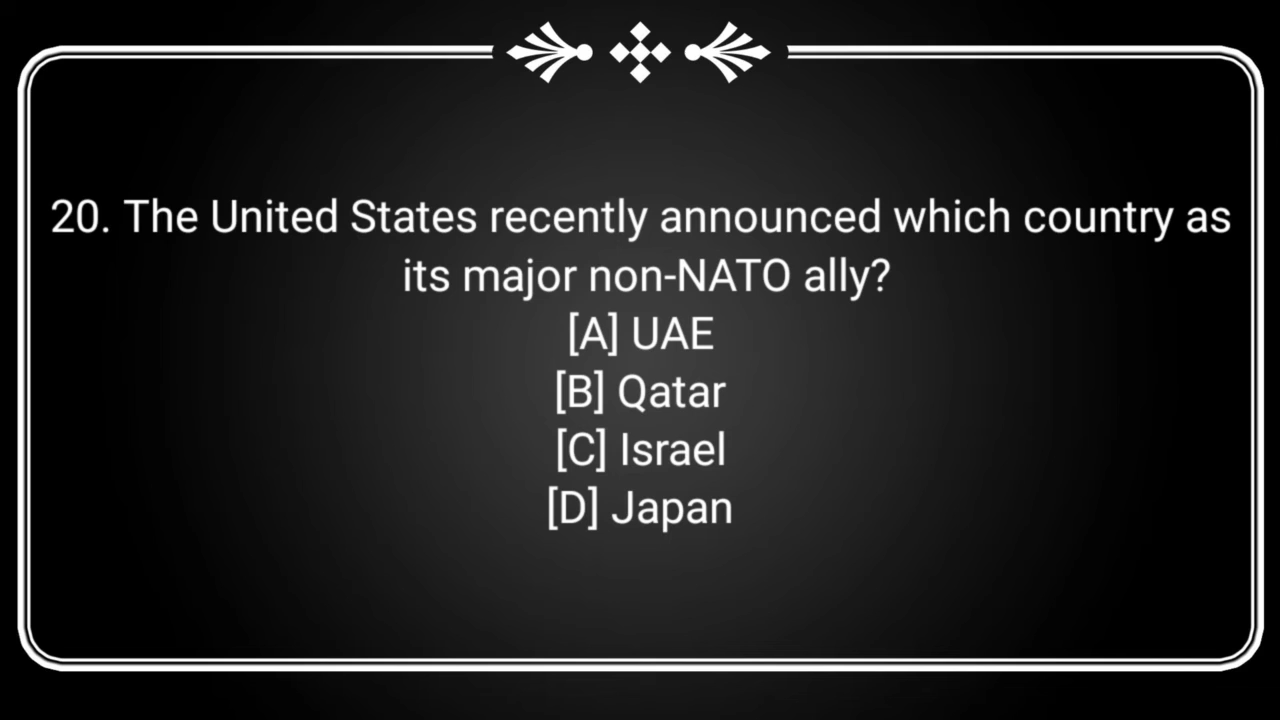 20. The United States recently announced which country as
its major non-NATO ally?
[A] UAE
[B] Qatar
[C] Israel
[D] Japan